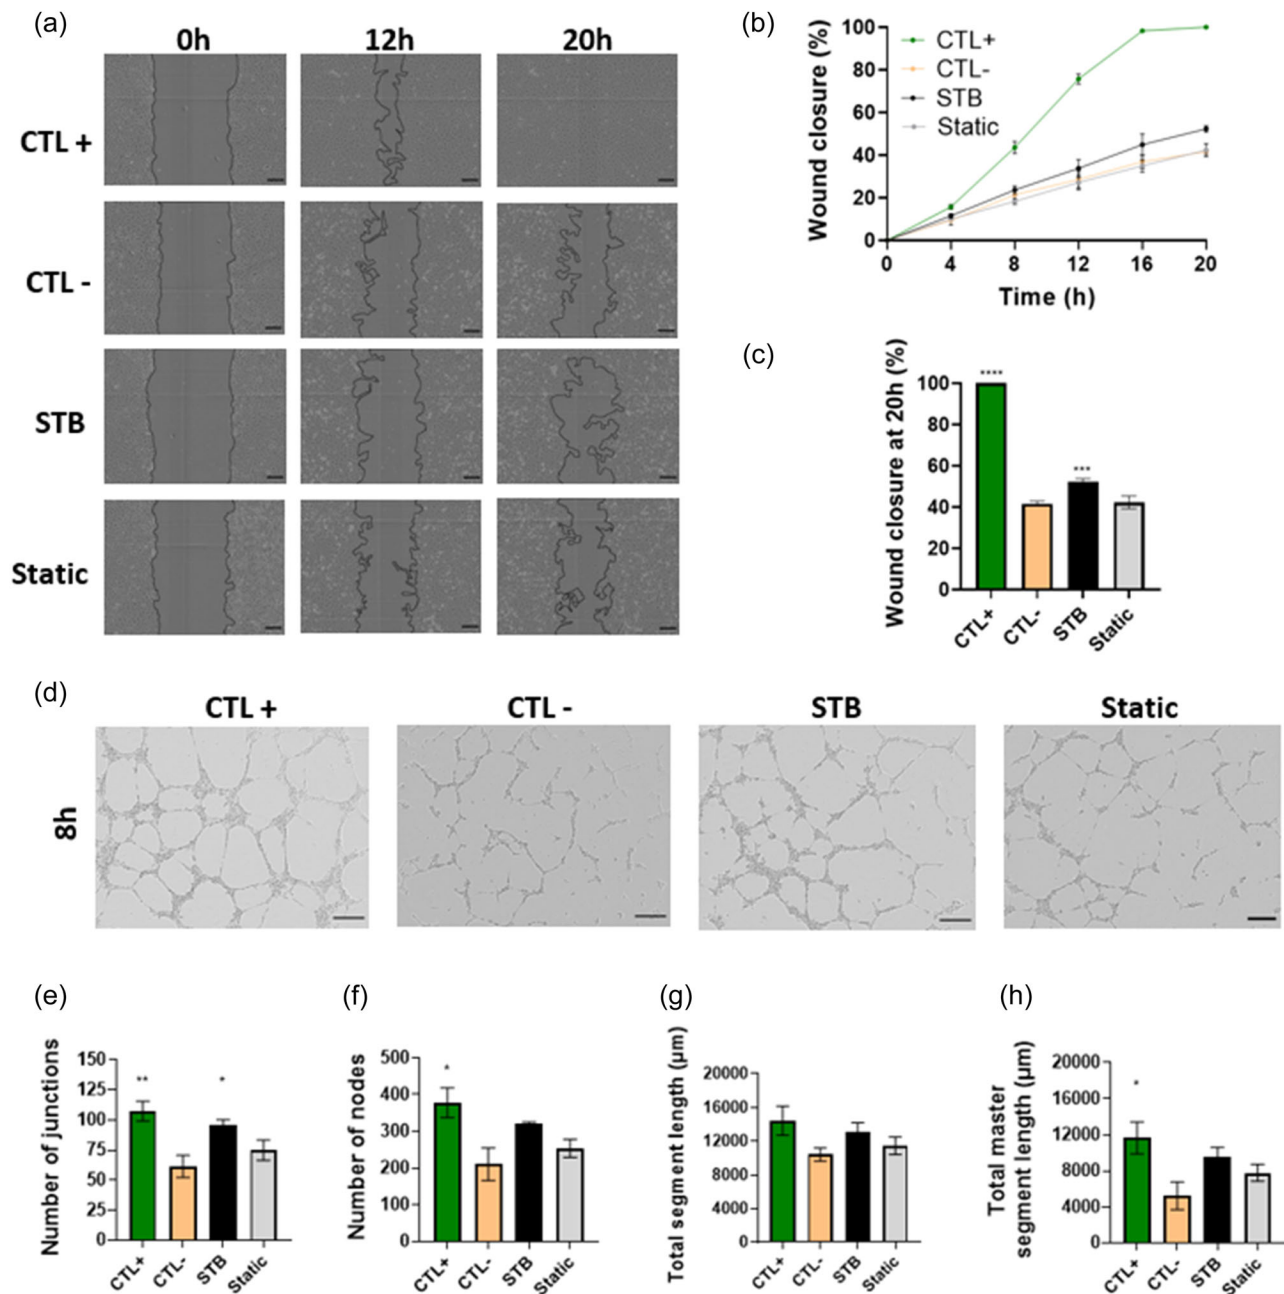 (a)
0h
12h
20h
CTL +
CTL -
STB
Static
(b)
Wound closure (%)
100
80
60
40
20
0
CTL+
CTL-
STB
Static
0
4
8
12
16
20
Time (h)
(c)
Wound closure at 20h (%)
100
80
60
40
20
0
****
***
CTL+
CTL-
STB
Static
(d)
CTL +
CTL -
STB
Static
8h
(e)
Number of junctions
150
125
100
75
50
25
0
**
*
CTL+
CTL-
STB
Static
(f)
Number of nodes
500
400
300
200
100
0
*
CTL+
CTL-
STB
Static
(g)
Total segment length (μm)
20000
16000
12000
8000
4000
0
CTL+
CTL-
STB
Static
(h)
Total master
segment length (μm)
20000
16000
12000
8000
4000
0
*
CTL+
CTL-
STB
Static